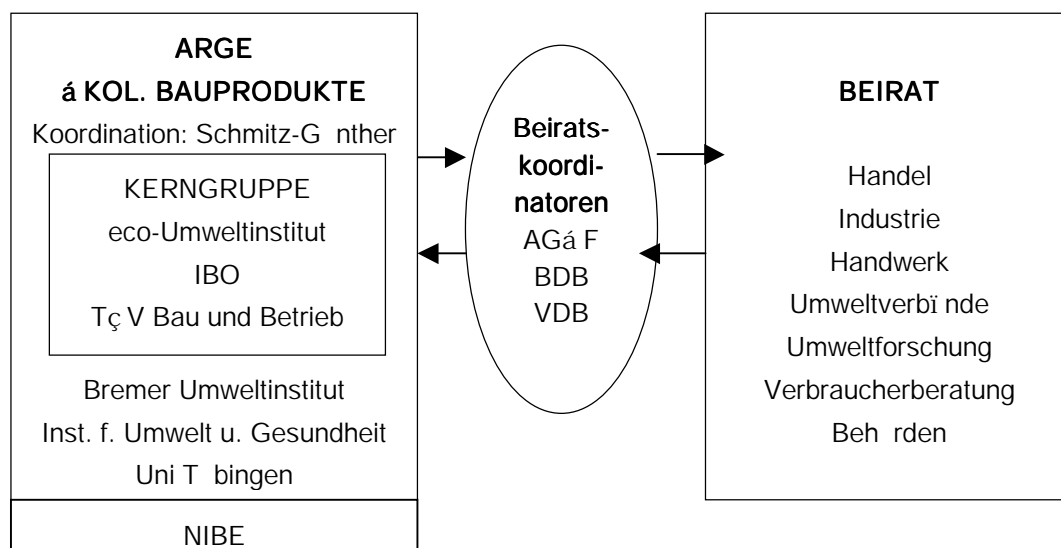 ARGE
á KOL. BAUPRODUKTE
Koordination: Schmitz-G nther
KERNGRUPPE
eco-Umweltinstitut
IBO
Tç V Bau und Betrieb
Bremer Umweltinstitut
Inst. f. Umwelt u. Gesundheit
Uni T bingen
NIBE
Beirats-
koordi-
natoren
AGá F
BDB
VDB
BEIRAT
Handel
Industrie
Handwerk
Umweltverbï nde
Umweltforschung
Verbraucherberatung
Beh rden